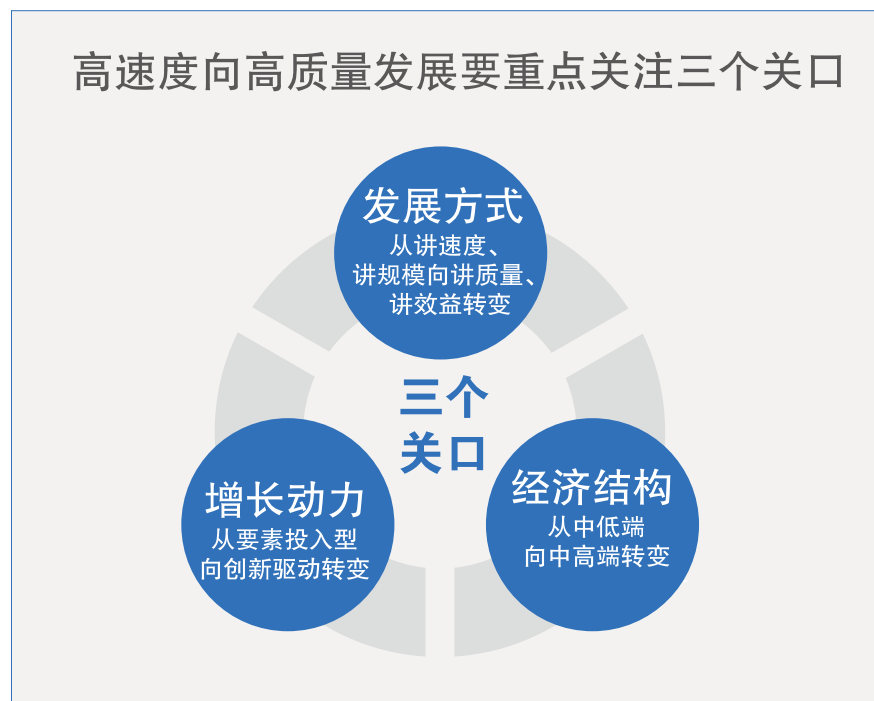 高速度向高质量发展要重点关注三个关口
发展方式
从讲速度、
讲规模向讲质量、
讲效益转变
三个
关口
增长动力
从要素投入型
向创新驱动转变
经济结构
从中低端
向中高端转变